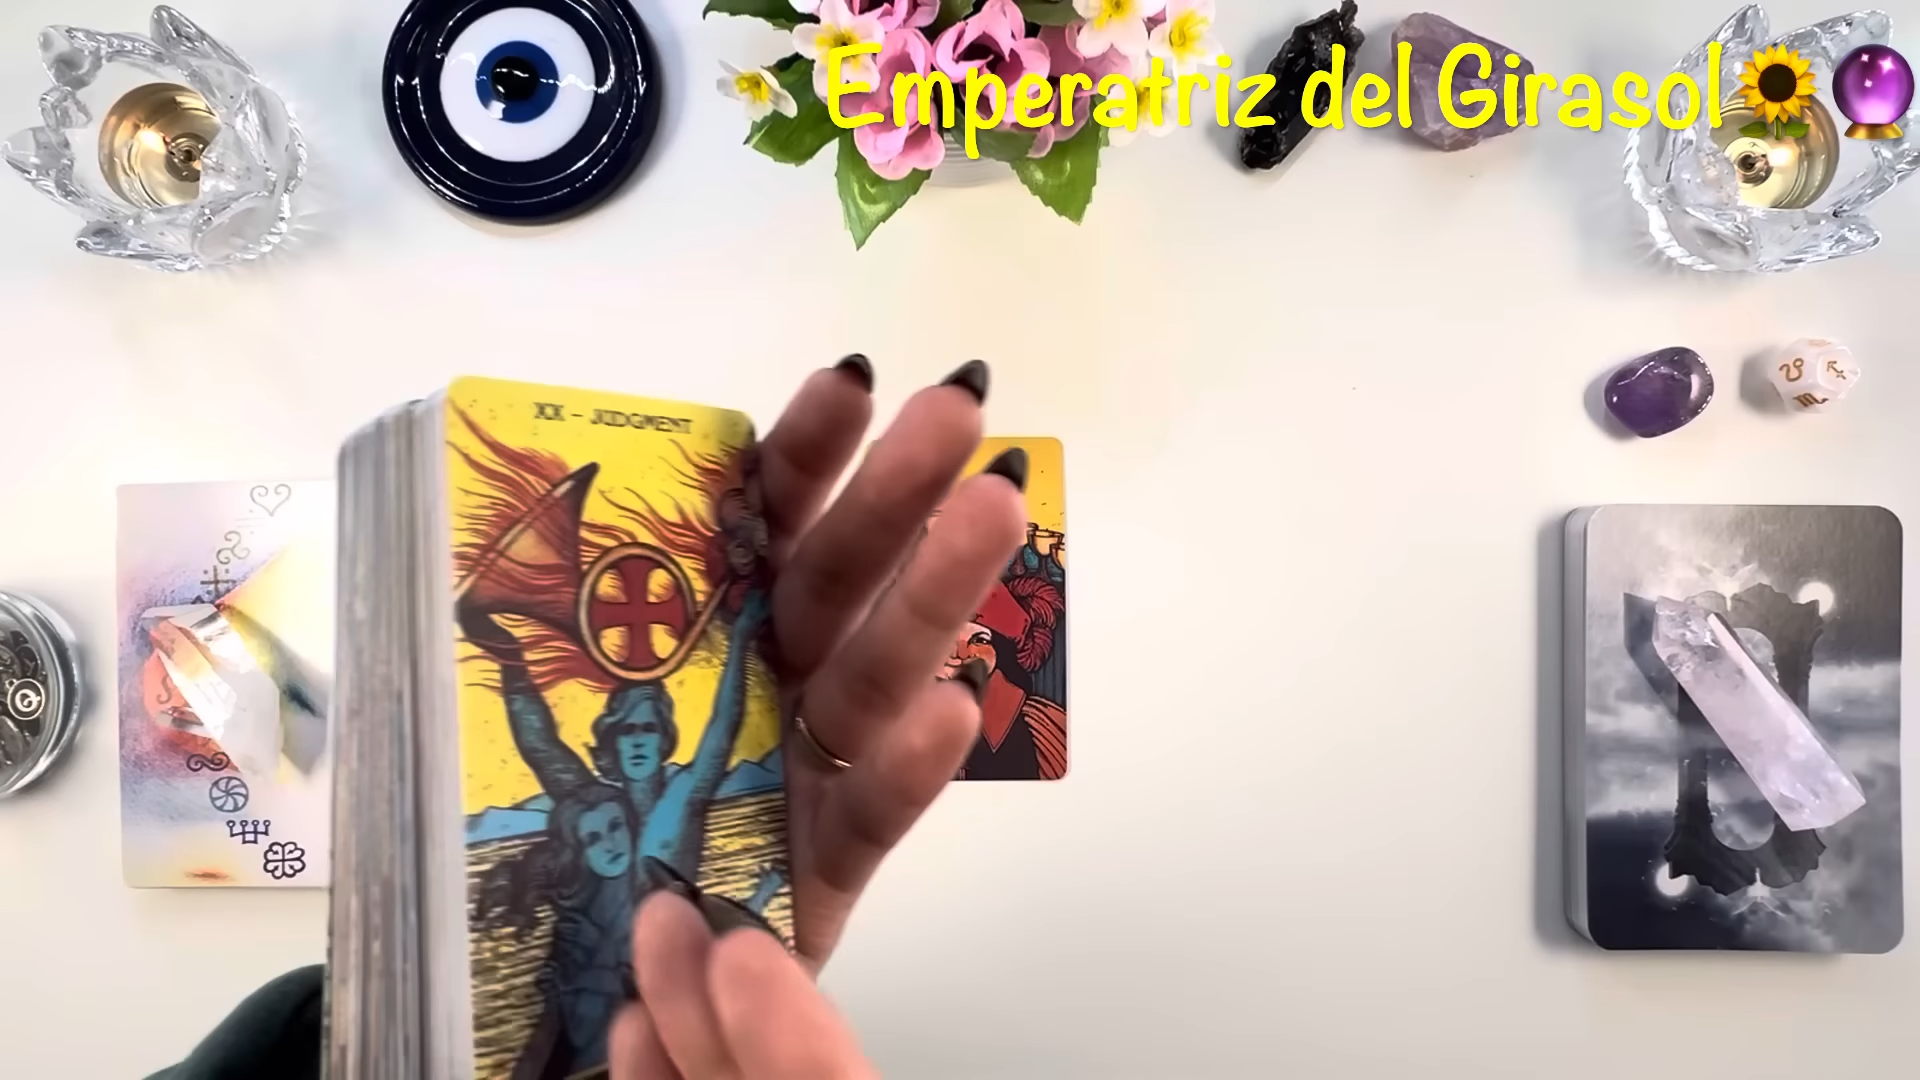 Emperatriz del Girasol🌻🔮
XX - JUDGMENT
Q